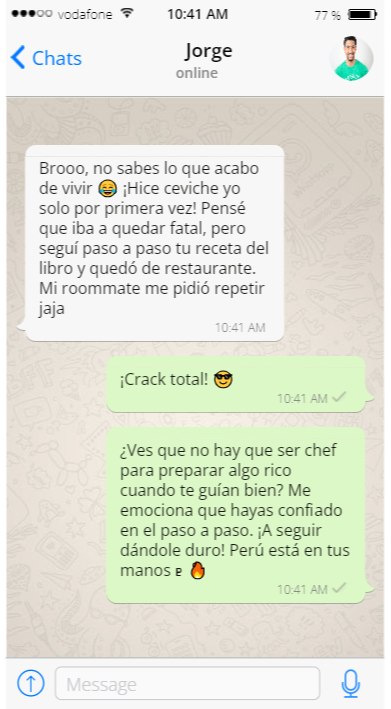 vodafone 10:41 AM 77 %
Chats Jorge
online
Brooo, no sabes lo que acabo
de vivir 😂 ¡Hice ceviche yo
solo por primera vez! Pensé
que iba a quedar fatal, pero
seguí paso a paso tu receta del
libro y quedó de restaurante.
Mi roommate me pidió repetir
jaja
10:41 AM
¡Crack total! 😎
10:41 AM
¿Ves que no hay que ser chef
para preparar algo rico
cuando te guían bien? Me
emociona que hayas confiado
en el paso a paso. ¡A seguir
dándole duro! Perú está en tus
manos 🔥
10:41 AM
Message